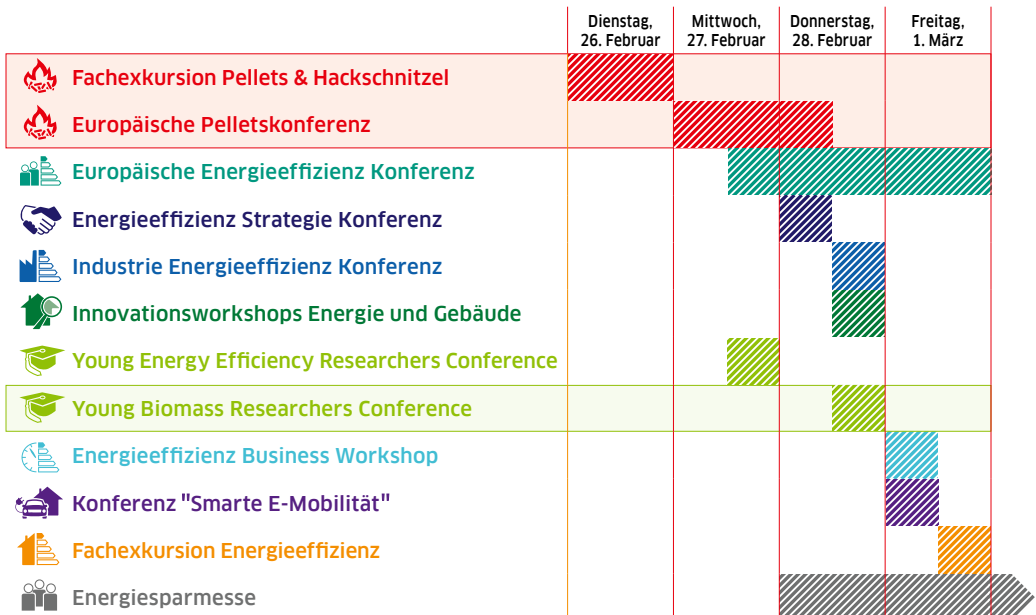 Dienstag, Mittwoch, Donnerstag, Freitag,
26. Februar 27. Februar 28. Februar 1. März
Fachexkursion Pellets & Hackschnitzel
Europäische Pelletskonferenz
Europäische Energieeffizienz Konferenz
Energieeffizienz Strategie Konferenz
Industrie Energieeffizienz Konferenz
Innovationsworkshops Energie und Gebäude
Young Energy Efficiency Researchers Conference
Young Biomass Researchers Conference
Energieeffizienz Business Workshop
Konferenz "Smarte E-Mobilität"
Fachexkursion Energieeffizienz
Energiesparmesse